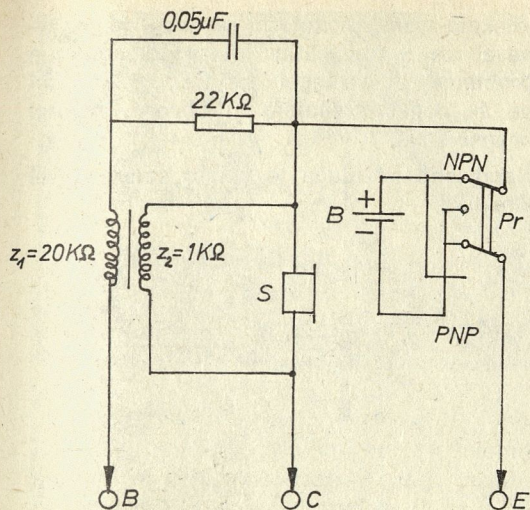 0,05µF
22KΩ
NPN
B + −
Pr
z₁=20KΩ z₂=1KΩ
S
PNP
B C E